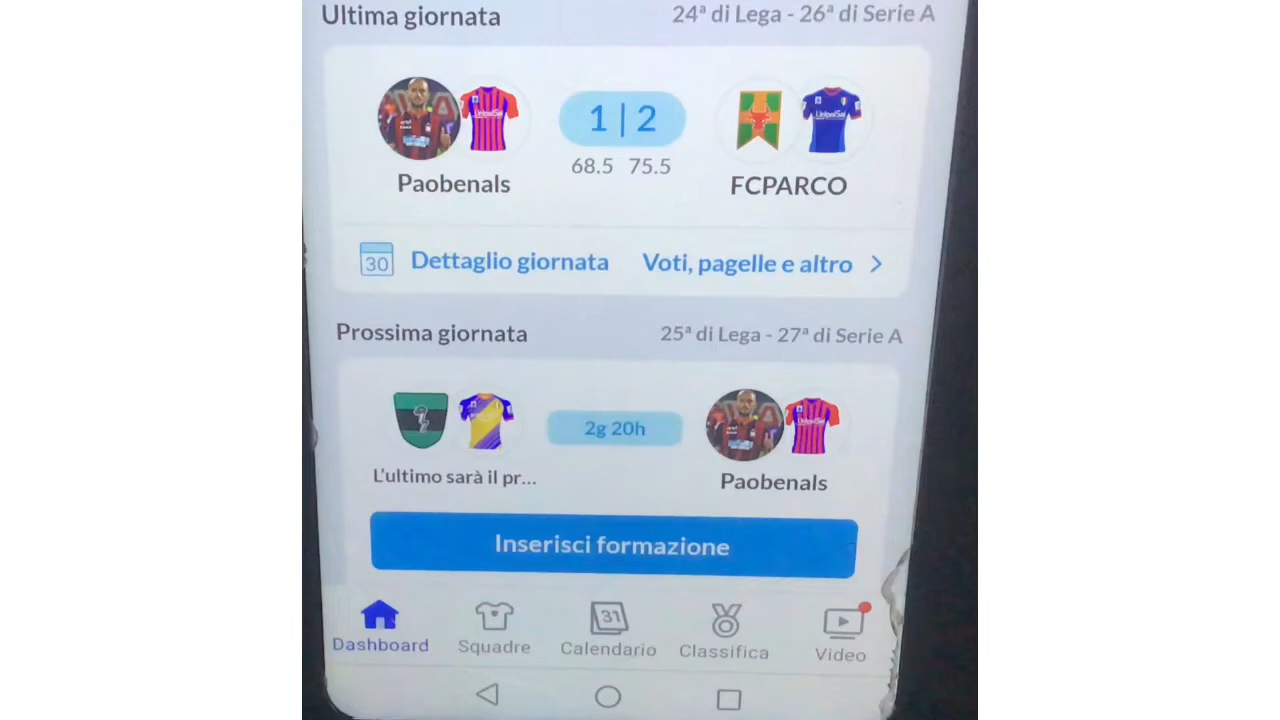 Ultima giornata 24ª di Lega - 26ª di Serie A
1 | 2
68.5 75.5
Paobenals FCPARCO
30 Dettaglio giornata Voti, pagelle e altro >
Prossima giornata 25ª di Lega - 27ª di Serie A
2g 20h
L'ultimo sarà il pr... Paobenals
Inserisci formazione
31
Dashboard Squadre Calendario Classifica Video